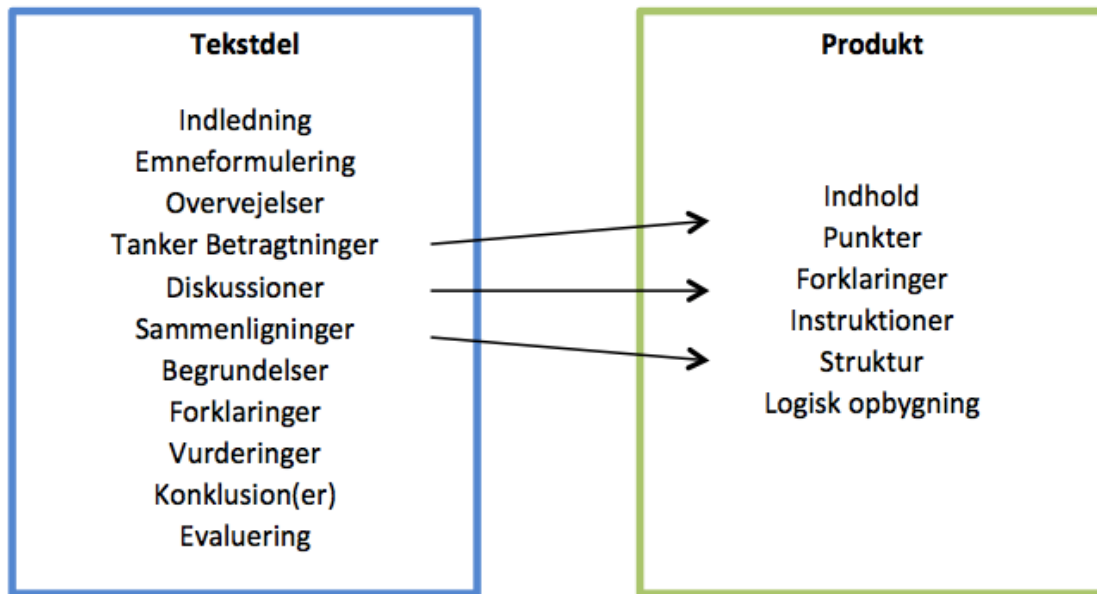 Tekstdel
Indledning
Emneformulering
Overvejelser
Tanker Betragtninger
Diskussioner
Sammenligninger
Begrundelser
Forklaringer
Vurderinger
Konklusion(er)
Evaluering
Produkt
Indhold
Punkter
Forklaringer
Instruktioner
Struktur
Logisk opbygning